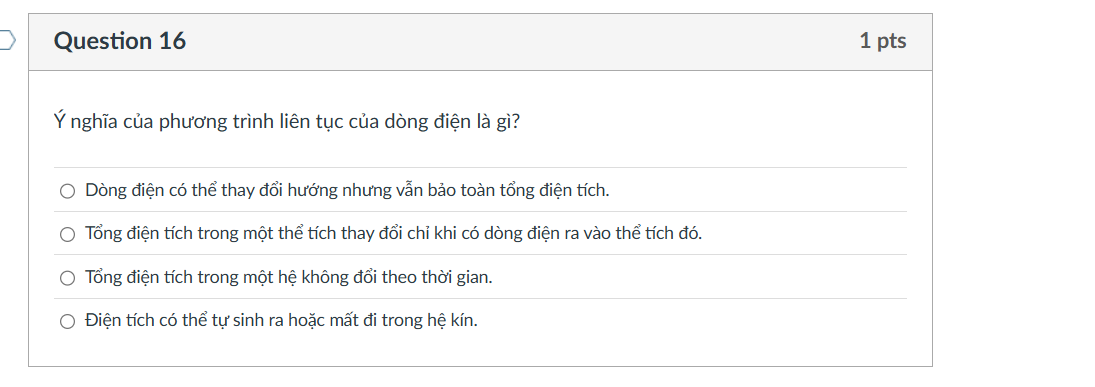 Question 16
1 pts
Ý nghĩa của phương trình liên tục của dòng điện là gì?
Dòng điện có thể thay đổi hướng nhưng vẫn bảo toàn tổng điện tích.
Tổng điện tích trong một thể tích thay đổi chỉ khi có dòng điện ra vào thể tích đó.
Tổng điện tích trong một hệ không đổi theo thời gian.
Điện tích có thể tự sinh ra hoặc mất đi trong hệ kín.